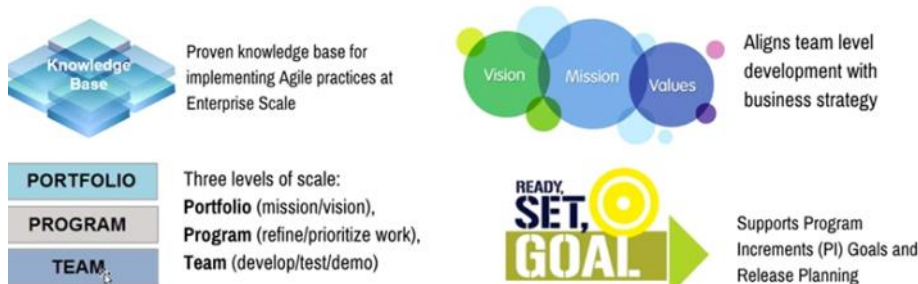 Knowledge
Base
Proven knowledge base for
implementing Agile practices at
Enterprise Scale
Vision
Mission
Values
Aligns team level
development with
business strategy
PORTFOLIO
PROGRAM
TEAM
Three levels of scale:
Portfolio (mission/vision),
Program (refine/prioritize work),
Team (develop/test/demo)
READY,
SET,
GOAL
Supports Program
Increments (PI) Goals and
Release Planning